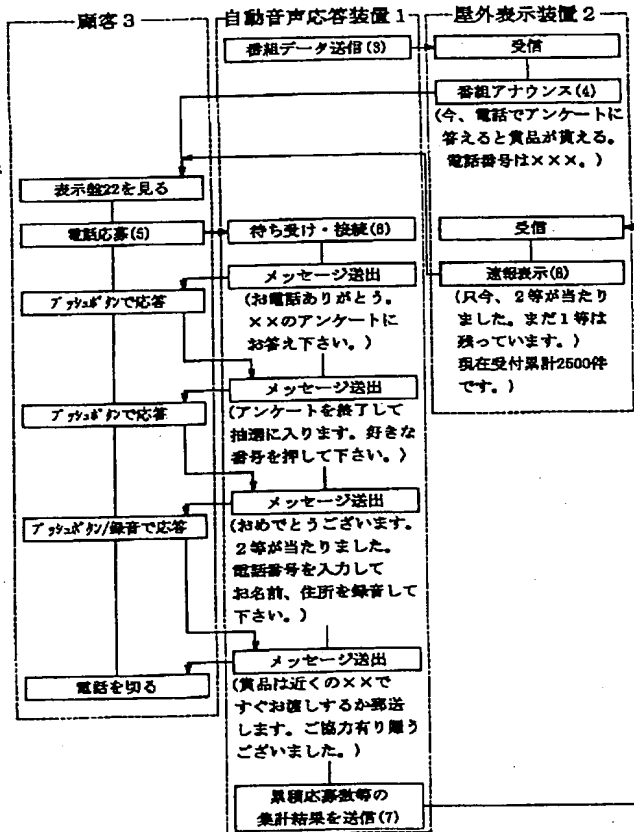 顧客3
自動音声応答装置1
屋外表示装置2
番組データ送信(3)
受信
番組アナウンス(4)
(今、電話でアンケートに
答えると賞品が貰える。
電話番号は×××。)
表示盤22を見る
電話応募(5)
待ち受け・接続(6)
受信
メッセージ送出
速報表示(8)
プッシュボタンで応答
(お電話ありがとう。
××のアンケートに
お答え下さい。)
(只今、2等が当たり
ました。まだ1等は
残っています。)
現在受付累計2500件
です。)
メッセージ送出
プッシュボタンで応答
(アンケートを終了して
抽選に入ります。好きな
番号を押して下さい。)
メッセージ送出
プッシュボタン/録音で応答
(おめでとうございます。
2等が当たりました。
電話番号を入力して
お名前、住所を録音して
下さい。)
メッセージ送出
電話を切る
(賞品は近くの××で
すぐお渡しするか郵送
します。ご協力有り難う
ございました。)
累積応募数等の
集計結果を送信(7)